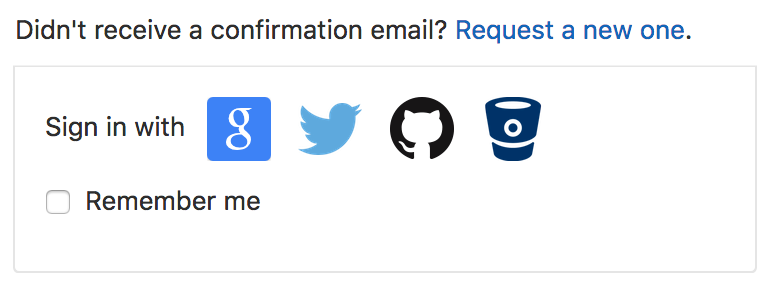 Didn't receive a confirmation email? Request a new one.
Sign in with g
Remember me